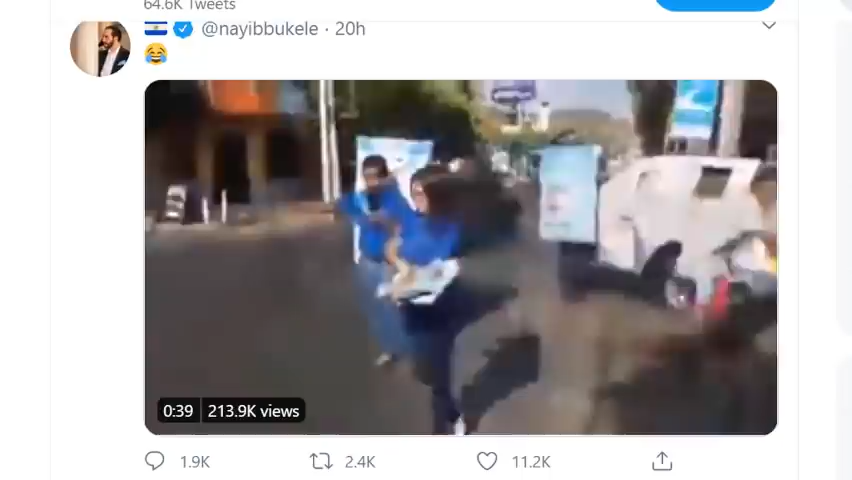 64.6K Tweets
@nayibbukele · 20h
0:39 213.9K views
1.9K 2.4K 11.2K